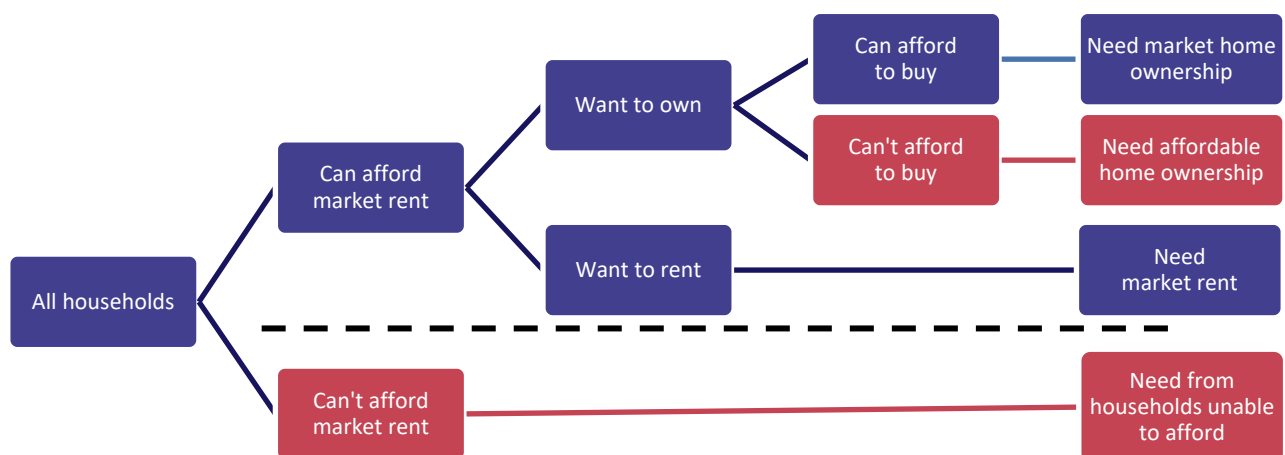 Can afford
to buy
Need market home
ownership
Want to own
Can't afford
to buy
Need affordable
home ownership
Can afford
market rent
Want to rent
Need
market rent
All households
Can't afford
market rent
Need from
households unable
to afford